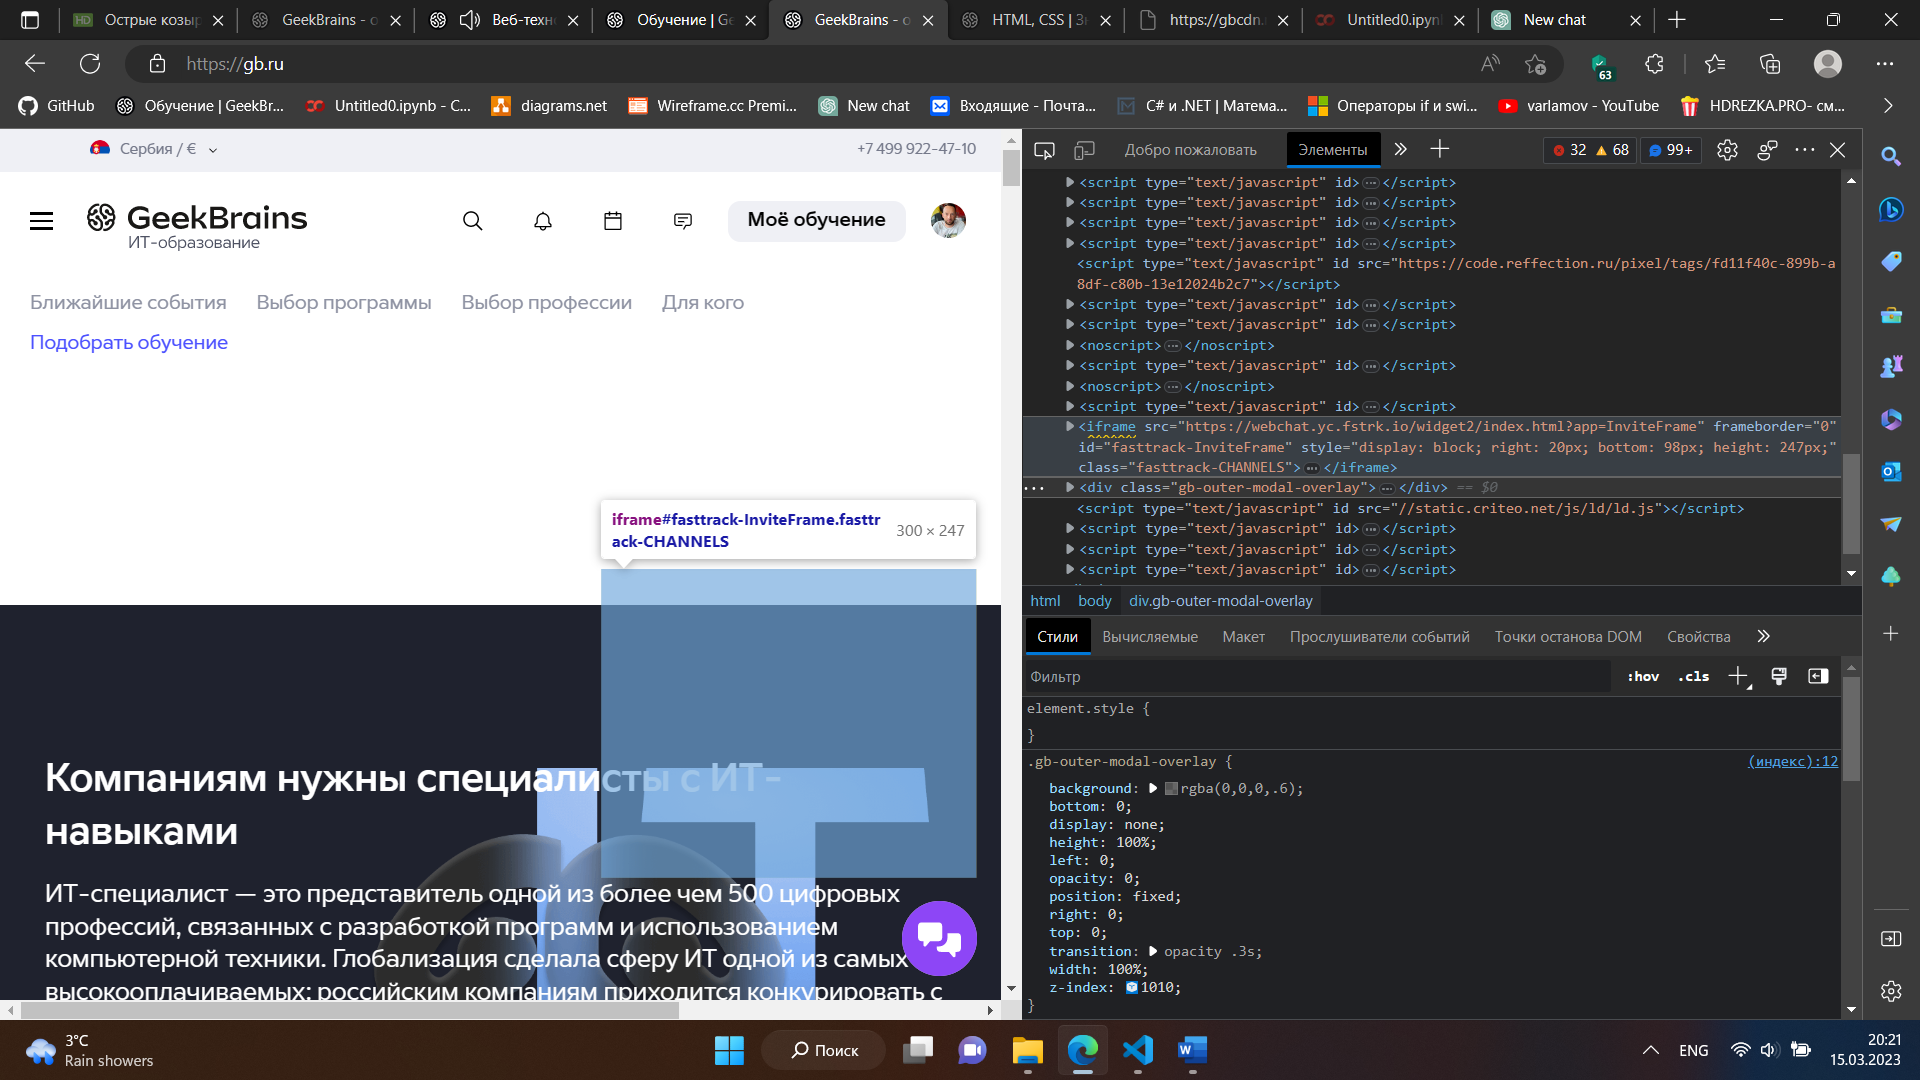 Острые козыр
GeekBrains - о
Веб-техн
Обучение | Ge
GeekBrains - о
HTML, CSS | З
https://gbcdn.
Untitled0.ipyn
New chat
https://gb.ru
63
GitHub
Обучение | GeekBr...
Untitled0.ipynb - C...
diagrams.net
Wireframe.cc Premi...
New chat
Входящие - Почта...
C# и .NET | Матема...
Операторы if и swi...
varlamov - YouTube
HDREZKA.PRO- см...
Сербия / €
+7 499 922-47-10
GeekBrains
ИТ-образование
Моё обучение
Ближайшие события
Выбор программы
Выбор профессии
Для кого
Подобрать обучение
iframe#fasttrack-InviteFrame.fasttr
ack-CHANNELS
300 × 247
Компаниям нужны специалисты с ИТ-
навыками
ИТ-специалист — это представитель одной из более чем 500 цифровых
профессий, связанных с разработкой программ и использованием
компьютерной техники. Глобализация сделала сферу ИТ одной из самых
высокооплачиваемых: российским компаниям приходится конкурировать с
Добро пожаловать
Элементы
32
68
99+
<script type="text/javascript" id>…</script>
<script type="text/javascript" id>…</script>
<script type="text/javascript" id>…</script>
<script type="text/javascript" id>…</script>
<script type="text/javascript" id src="https://code.reffection.ru/pixel/tags/fd11f40c-899b-a
8df-c80b-13e12024b2c7"></script>
<script type="text/javascript" id>…</script>
<script type="text/javascript" id>…</script>
<noscript>…</noscript>
<script type="text/javascript" id>…</script>
<noscript>…</noscript>
<script type="text/javascript" id>…</script>
<iframe src="https://webchat.yc.fstrk.io/widget2/index.html?app=InviteFrame" frameborder="0"
id="fasttrack-InviteFrame" style="display: block; right: 20px; bottom: 98px; height: 247px;"
class="fasttrack-CHANNELS">…</iframe>
<div class="gb-outer-modal-overlay">…</div> == $0
<script type="text/javascript" id src="//static.criteo.net/js/ld/ld.js"></script>
<script type="text/javascript" id>…</script>
<script type="text/javascript" id>…</script>
<script type="text/javascript" id>…</script>
html
body
div.gb-outer-modal-overlay
Стили
Вычисляемые
Макет
Прослушиватели событий
Точки останова DOM
Свойства
Фильтр
:hov
.cls
element.style {
}
.gb-outer-modal-overlay {
(индекс):12
background: rgba(0,0,0,.6);
bottom: 0;
display: none;
height: 100%;
left: 0;
opacity: 0;
position: fixed;
right: 0;
top: 0;
transition: opacity .3s;
width: 100%;
z-index: 1010;
}
3°C
Rain showers
Поиск
ENG
20:21
15.03.2023